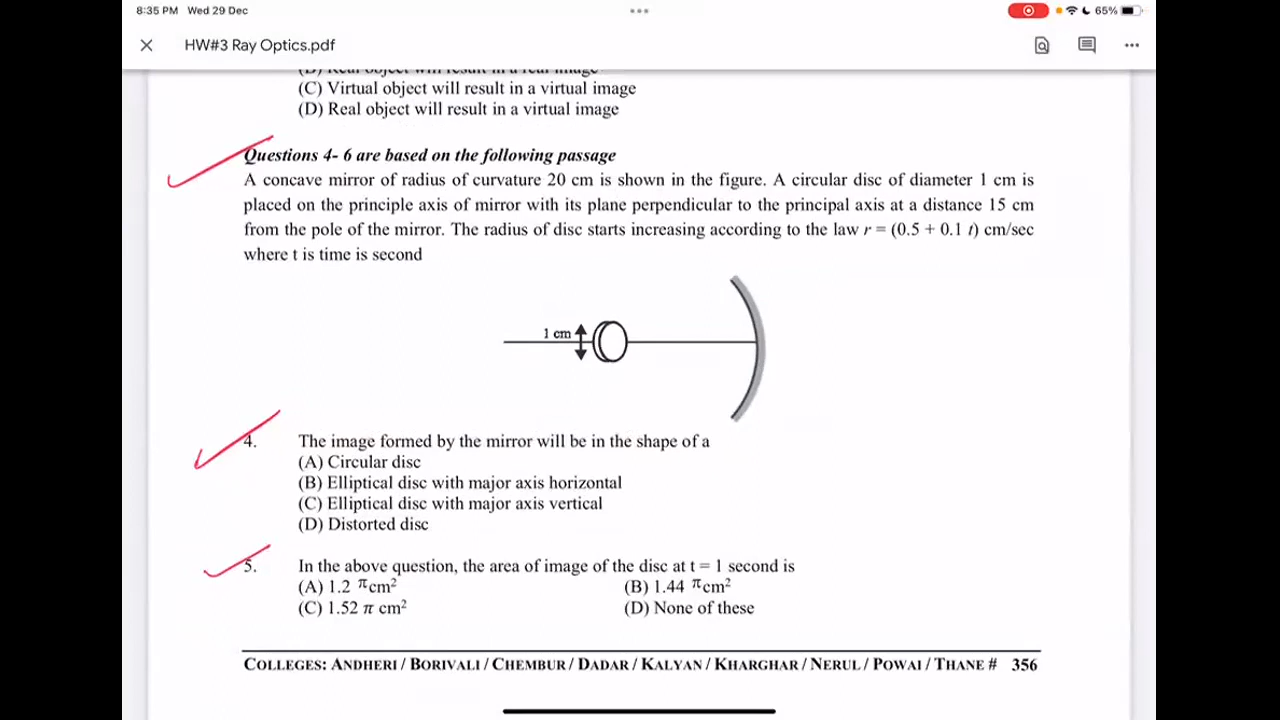 8:35 PM Wed 29 Dec
65%
HW#3 Ray Optics.pdf
(B) Real object will result in a real image
(C) Virtual object will result in a virtual image
(D) Real object will result in a virtual image
Questions 4- 6 are based on the following passage
A concave mirror of radius of curvature 20 cm is shown in the figure. A circular disc of diameter 1 cm is
placed on the principle axis of mirror with its plane perpendicular to the principal axis at a distance 15 cm
from the pole of the mirror. The radius of disc starts increasing according to the law r = (0.5 + 0.1 t) cm/sec
where t is time is second
1 cm
4. The image formed by the mirror will be in the shape of a
(A) Circular disc
(B) Elliptical disc with major axis horizontal
(C) Elliptical disc with major axis vertical
(D) Distorted disc
5. In the above question, the area of image of the disc at t = 1 second is
(A) 1.2 πcm² (B) 1.44 πcm²
(C) 1.52 π cm² (D) None of these
COLLEGES: ANDHERI / BORIVALI / CHEMBUR / DADAR / KALYAN / KHARGHAR / NERUL / POWAI / THANE # 356